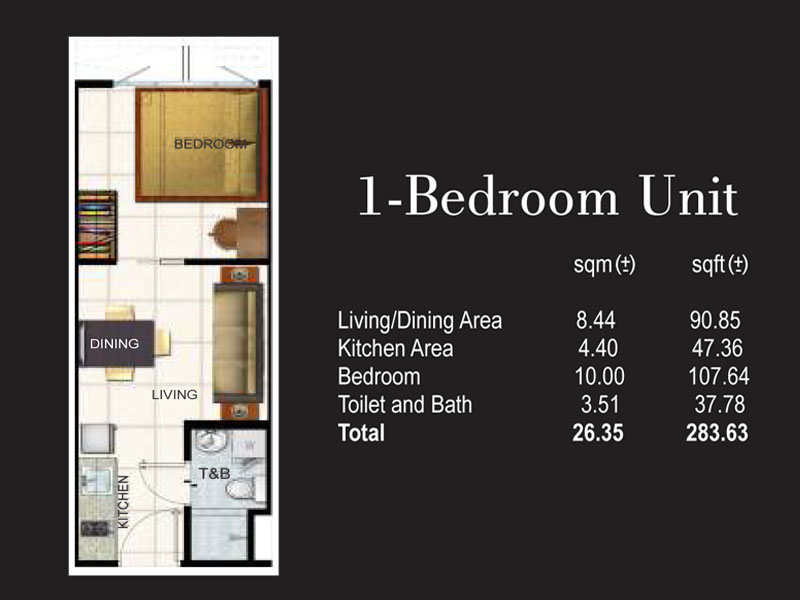 BEDROOM
DINING
LIVING
T&B
KITCHEN
1-Bedroom Unit
sqm (±) sqft (±)
Living/Dining Area 8.44 90.85
Kitchen Area 4.40 47.36
Bedroom 10.00 107.64
Toilet and Bath 3.51 37.78
Total 26.35 283.63